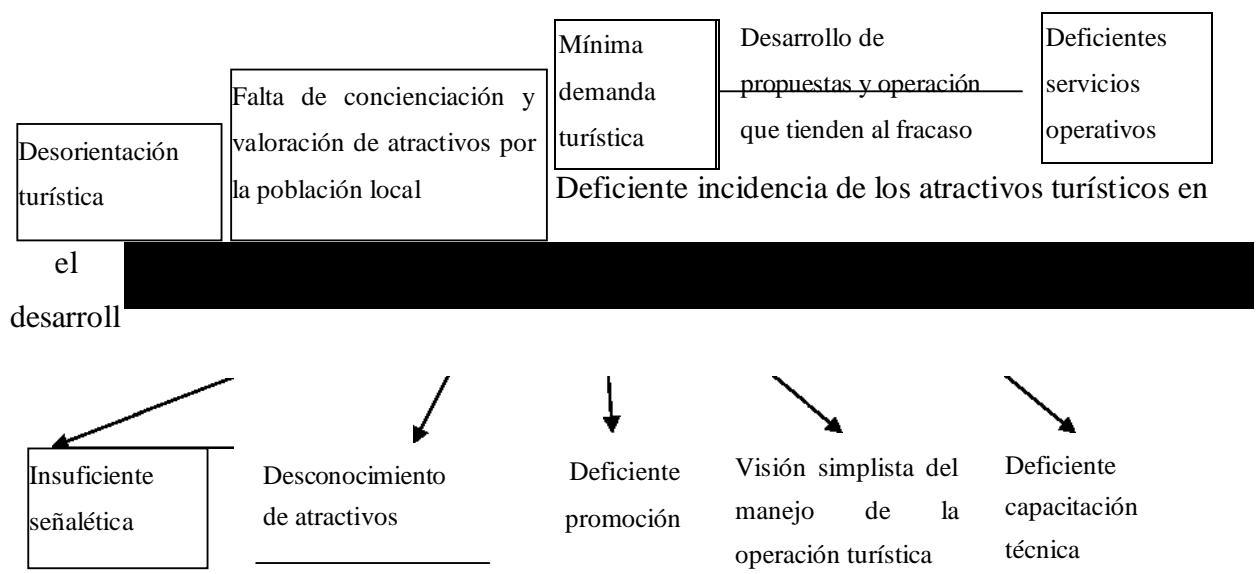 Desorientación
turística
Falta de concienciación y
valoración de atractivos por
la población local
Mínima
demanda
turística
Desarrollo de
propuestas y operación
que tienden al fracaso
Deficientes
servicios
operativos
Deficiente incidencia de los atractivos turísticos en
el
desarroll
Insuficiente
señalética
Desconocimiento
de atractivos
Deficiente
promoción
Visión simplista del
manejo de la
operación turística
Deficiente
capacitación
técnica